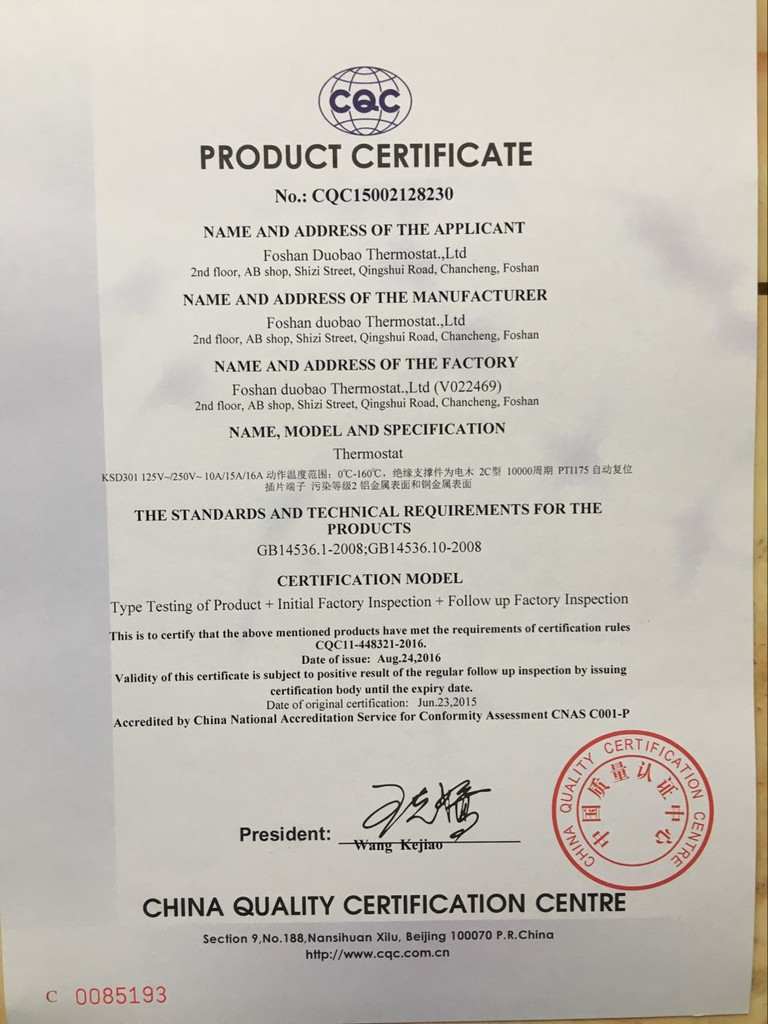 CQC
PRODUCT CERTIFICATE
No.: CQC15002128230
NAME AND ADDRESS OF THE APPLICANT
Foshan Duobao Thermostat.,Ltd
2nd floor, AB shop, Shizi Street, Qingshui Road, Chancheng, Foshan
NAME AND ADDRESS OF THE MANUFACTURER
Foshan duobao Thermostat.,Ltd
2nd floor, AB shop, Shizi Street, Qingshui Road, Chancheng, Foshan
NAME AND ADDRESS OF THE FACTORY
Foshan duobao Thermostat.,Ltd (V022469)
2nd floor, AB shop, Shizi Street, Qingshui Road, Chancheng, Foshan
NAME, MODEL AND SPECIFICATION
Thermostat
KSD301 125V~/250V~ 10A/15A/16A 动作温度范围：0℃-160℃，绝缘支撑件为电木 2C型 10000周期 PTI175 自动复位
插片端子 污染等级2 铝金属表面和铜金属表面
THE STANDARDS AND TECHNICAL REQUIREMENTS FOR THE
PRODUCTS
GB14536.1-2008;GB14536.10-2008
CERTIFICATION MODEL
Type Testing of Product + Initial Factory Inspection + Follow up Factory Inspection
This is to certify that the above mentioned products have met the requirements of certification rules
CQC11-448321-2016.
Date of issue: Aug.24,2016
Validity of this certificate is subject to positive result of the regular follow up inspection by issuing
certification body until the expiry date.
Date of original certification: Jun.23,2015
Accredited by China National Accreditation Service for Conformity Assessment CNAS C001-P
CHINA QUALITY CERTIFICATION CENTRE
中国质量认证中心
President:
王克娇
Wang Kejiao
CHINA QUALITY CERTIFICATION CENTRE
Section 9,No.188,Nansihuan Xilu, Beijing 100070 P.R.China
http://www.cqc.com.cn
C 0085193